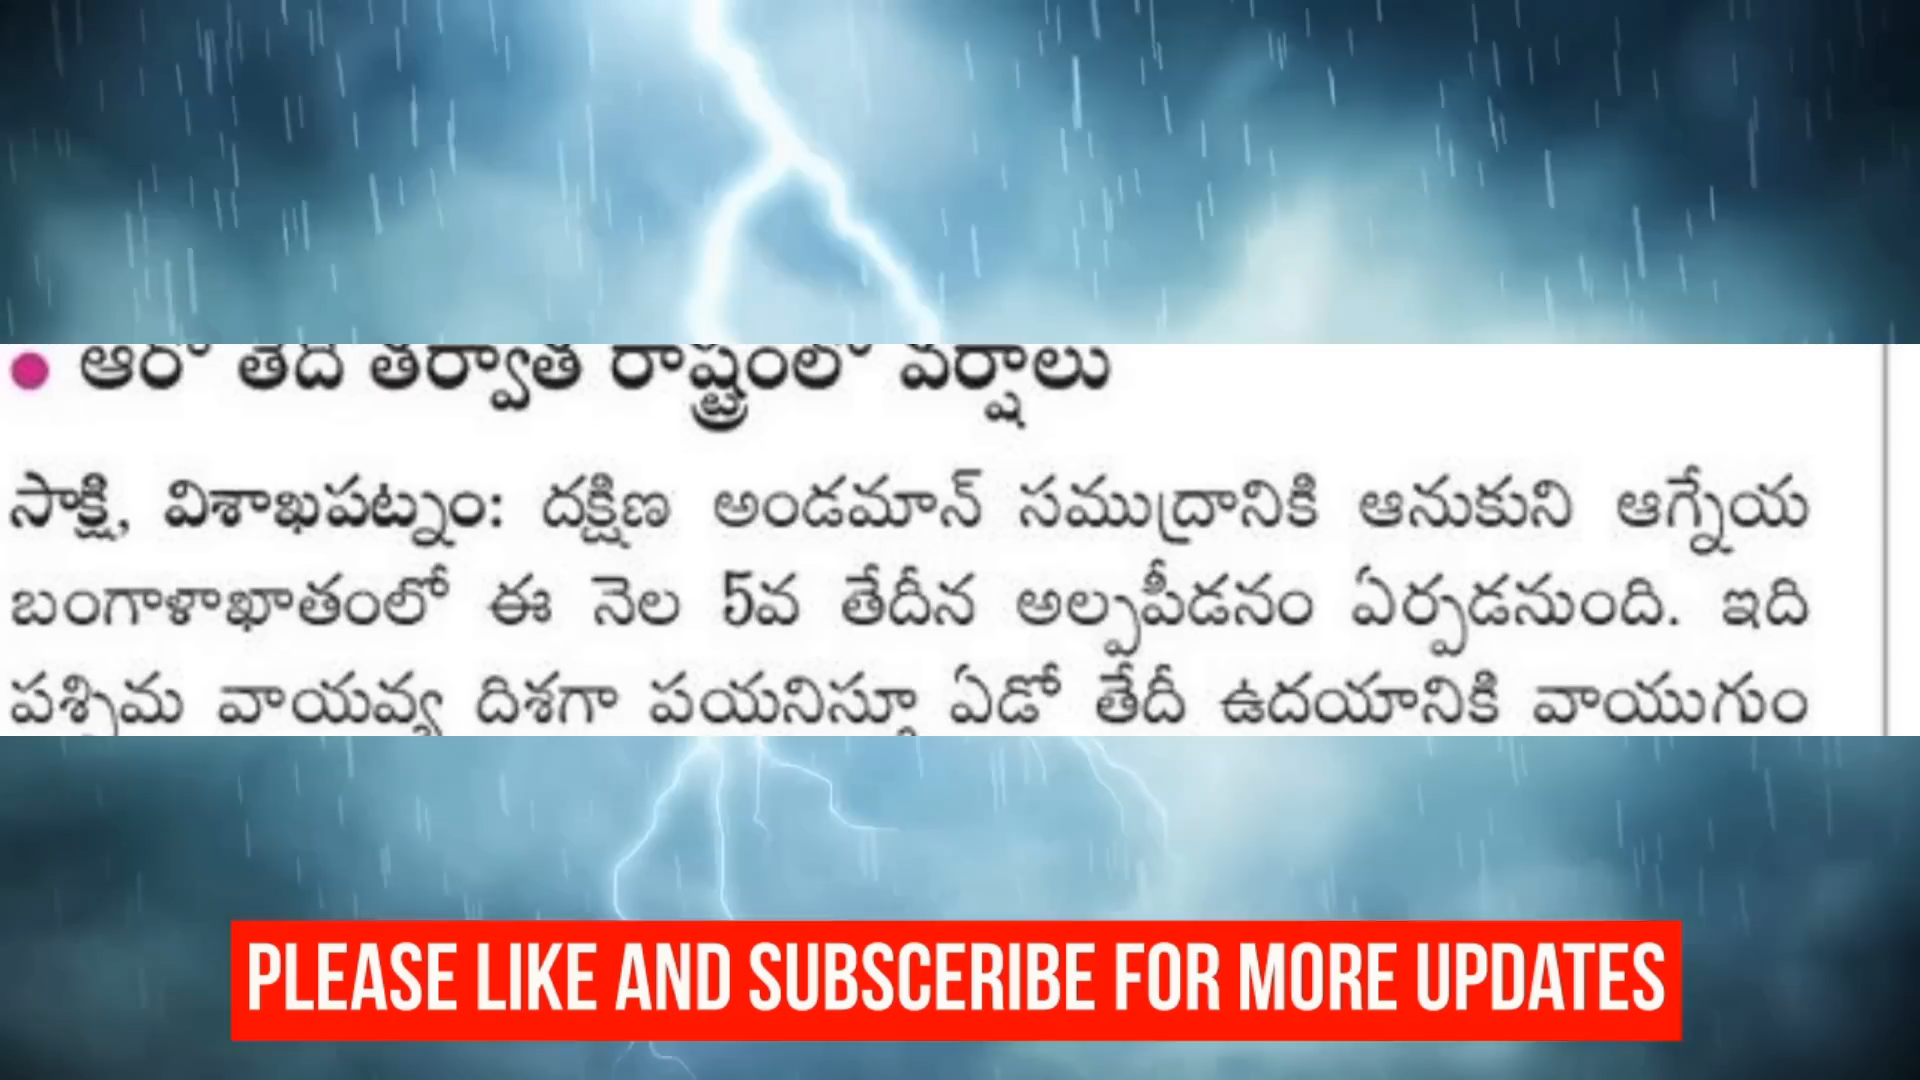 ఆరో తేదీ తర్వాత రాష్ట్రంలో వర్షాలు
సాక్షి, విశాఖపట్నం: దక్షిణ అండమాన్ సముద్రానికి ఆనుకుని ఆగ్నేయ
బంగాళాఖాతంలో ఈ నెల 5వ తేదీన అల్పపీడనం ఏర్పడనుంది. ఇది
పశ్చిమ వాయవ్య దిశగా పయనిస్తూ ఏడో తేదీ ఉదయానికి వాయుగుం
PLEASE LIKE AND SUBSCERIBE FOR MORE UPDATES